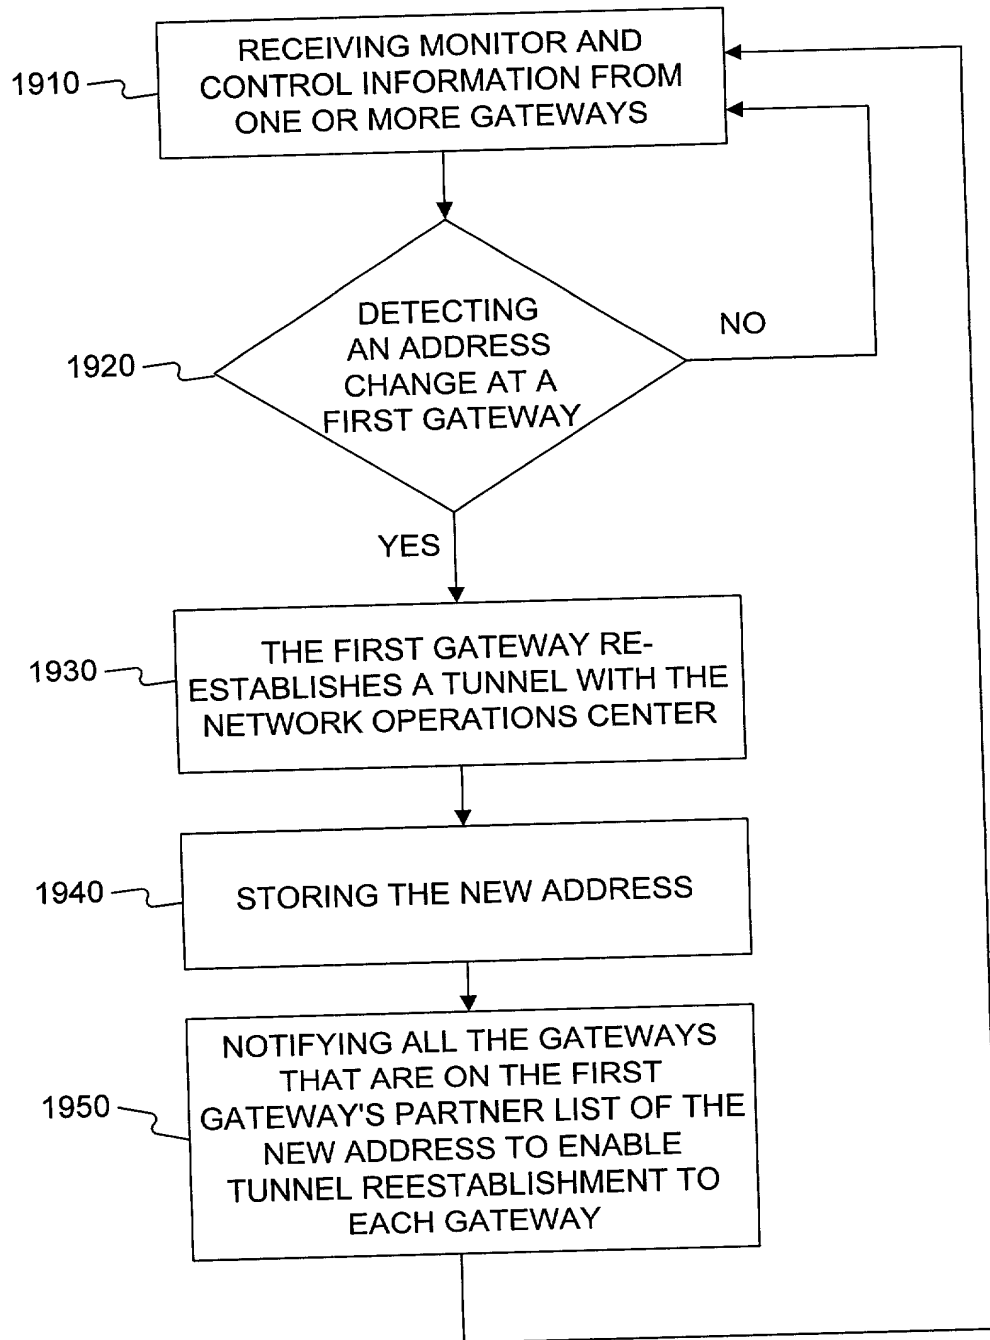 1910
RECEIVING MONITOR AND
CONTROL INFORMATION FROM
ONE OR MORE GATEWAYS
1920
DETECTING
AN ADDRESS
CHANGE AT A
FIRST GATEWAY
NO
YES
1930
THE FIRST GATEWAY RE-
ESTABLISHES A TUNNEL WITH THE
NETWORK OPERATIONS CENTER
1940
STORING THE NEW ADDRESS
1950
NOTIFYING ALL THE GATEWAYS
THAT ARE ON THE FIRST
GATEWAY'S PARTNER LIST OF THE
NEW ADDRESS TO ENABLE
TUNNEL REESTABLISHMENT TO
EACH GATEWAY